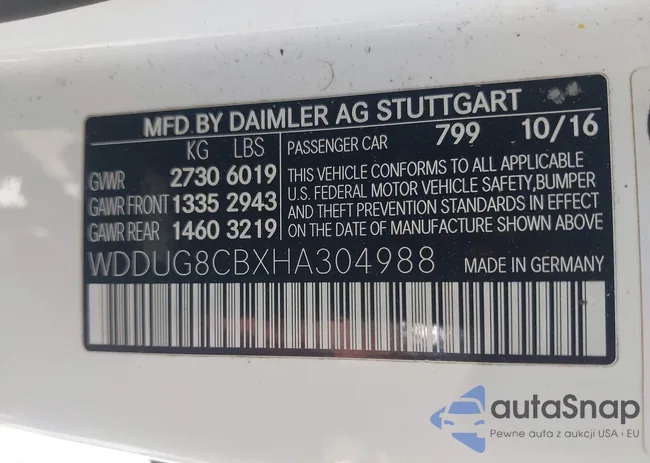 MFD BY DAIMLER AG STUTTGART
KG LBS PASSENGER CAR 799 10/16
GVWR 2730 6019
GAWR FRONT 1335 2943
GAWR REAR 1460 3219
THIS VEHICLE CONFORMS TO ALL APPLICABLE
U.S. FEDERAL MOTOR VEHICLE SAFETY,BUMPER
AND THEFT PREVENTION STANDARDS IN EFFECT
ON THE DATE OF MANUFACTURE SHOWN ABOVE
WDDUG8CBXHA304988 MADE IN GERMANY
autaSnap
Pewne auta z aukcji USA i EU